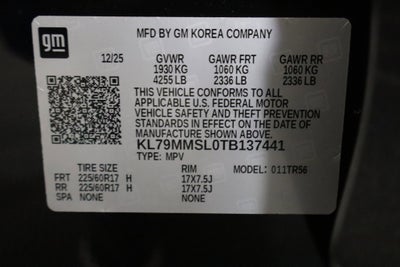 gm
MFD BY GM KOREA COMPANY
12/25 GVWR GAWR FRT GAWR RR
1930 KG 1060 KG 1060 KG
4255 LB 2336 LB 2336 LB
THIS VEHICLE CONFORMS TO ALL
APPLICABLE U.S. FEDERAL MOTOR
VEHICLE SAFETY AND THEFT PREVENTION
STANDARDS IN EFFECT ON THE DATE OF
MANUFACTURE SHOWN ABOVE.
KL79MMSL0TB137441
TYPE: MPV
TIRE SIZE RIM MODEL: 011TR56
FRT 225/60R17 H 17X7.5J
RR 225/60R17 H 17X7.5J
SPA NONE NONE